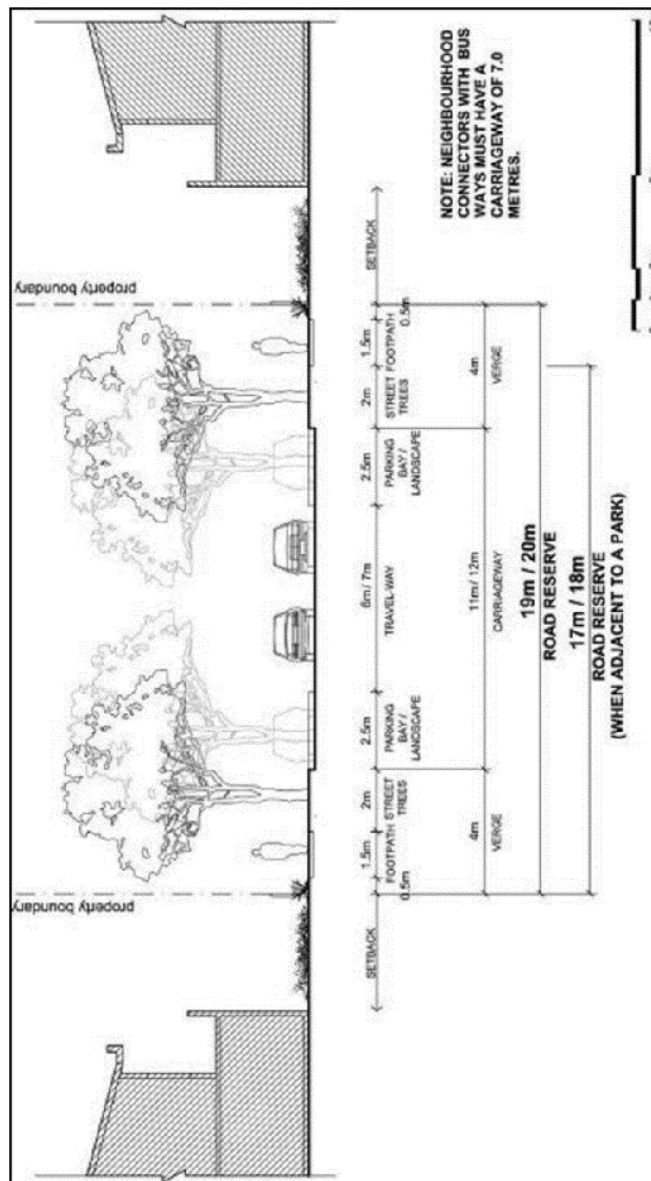 property boundary
property boundary
SETBACK
0.5m
1.5m
FOOTPATH
2m
STREET
TREES
2.5m
PARKING
BAY /
LANDSCAPE
6m / 7m
TRAVEL-WAY
2.5m
PARKING
BAY /
LANDSCAPE
2m
STREET
TREES
1.5m
FOOTPATH
0.5m
SETBACK
4m
VERGE
11m / 12m
CARRIAGEWAY
4m
VERGE
19m / 20m
ROAD RESERVE
17m / 18m
ROAD RESERVE
(WHEN ADJACENT TO A PARK)
NOTE: NEIGHBOURHOOD
CONNECTORS WITH BUS
WAYS MUST HAVE A
CARRIAGEWAY OF 7.0
METRES.